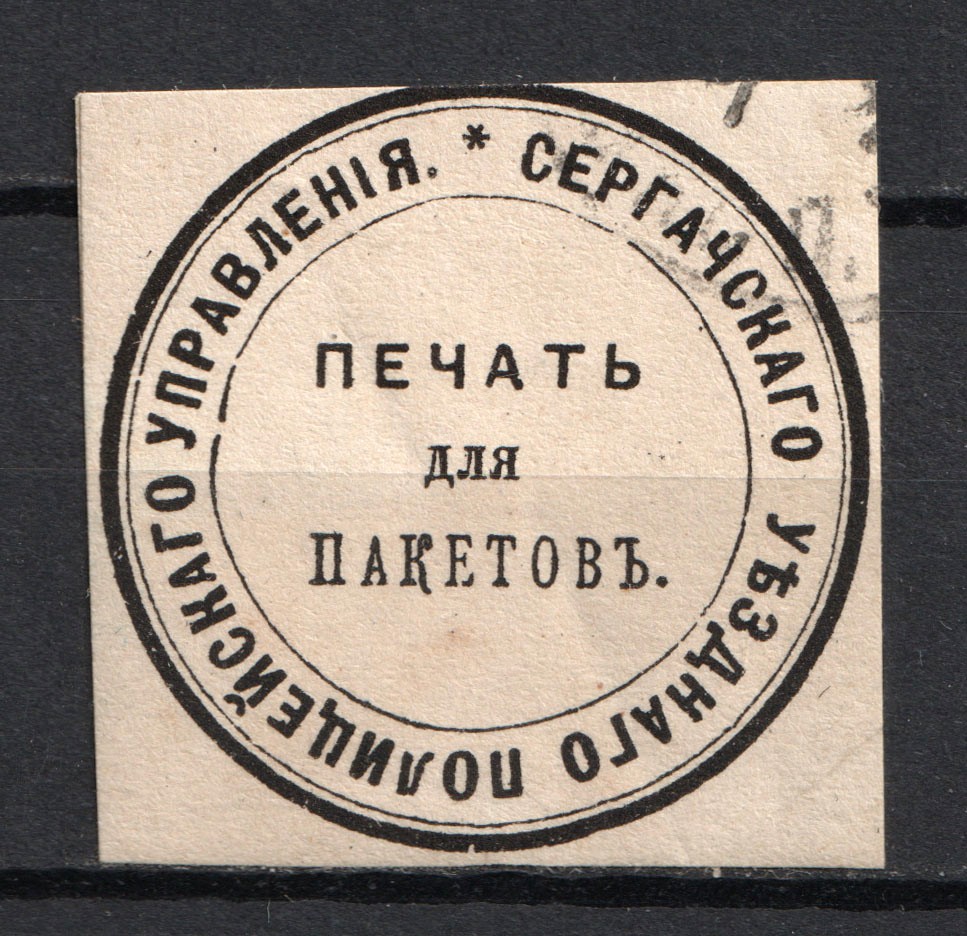 * СЕРГАЧСКАГО УѢЗДНАГО ПОЛИЦЕЙСКАГО УПРАВЛЕНІЯ.
ПЕЧАТЬ
для
ПАКЕТОВЪ.